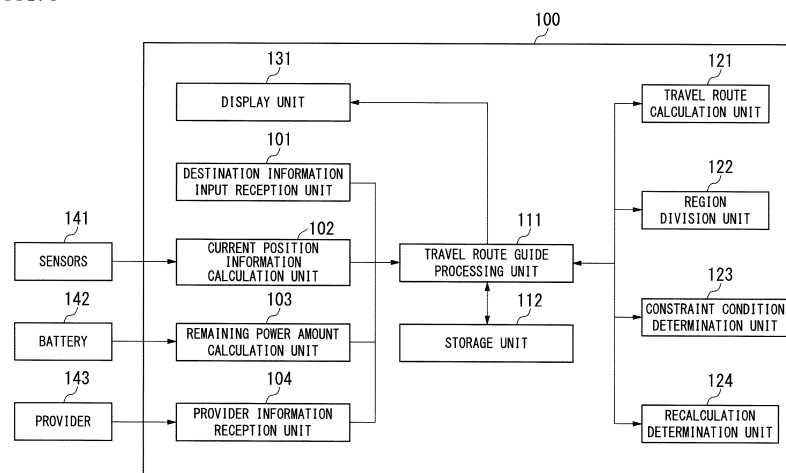 100
131
DISPLAY UNIT
101
DESTINATION INFORMATION
INPUT RECEPTION UNIT
141
SENSORS
102
CURRENT POSITION
INFORMATION
CALCULATION UNIT
142
BATTERY
103
REMAINING POWER AMOUNT
CALCULATION UNIT
143
PROVIDER
104
PROVIDER INFORMATION
RECEPTION UNIT
111
TRAVEL ROUTE GUIDE
PROCESSING UNIT
112
STORAGE UNIT
121
TRAVEL ROUTE
CALCULATION UNIT
122
REGION
DIVISION UNIT
123
CONSTRAINT CONDITION
DETERMINATION UNIT
124
RECALCULATION
DETERMINATION UNIT